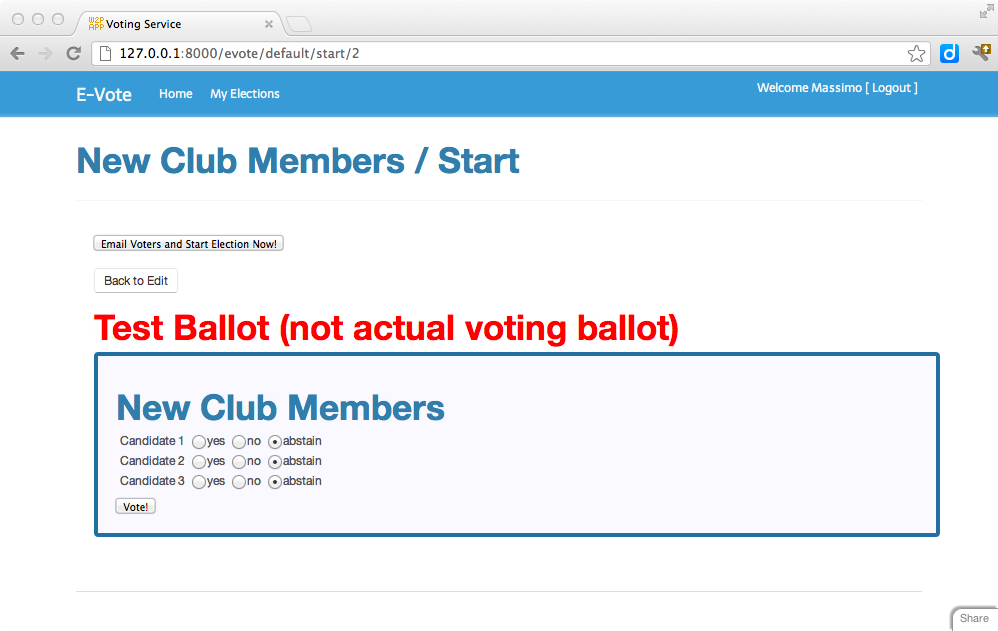 W2P
APP
Voting Service
127.0.0.1:8000/evote/default/start/2
E-Vote Home My Elections Welcome Massimo [ Logout ]
New Club Members / Start
Email Voters and Start Election Now!
Back to Edit
Test Ballot (not actual voting ballot)
New Club Members
Candidate 1 yes no abstain
Candidate 2 yes no abstain
Candidate 3 yes no abstain
Vote!
Share